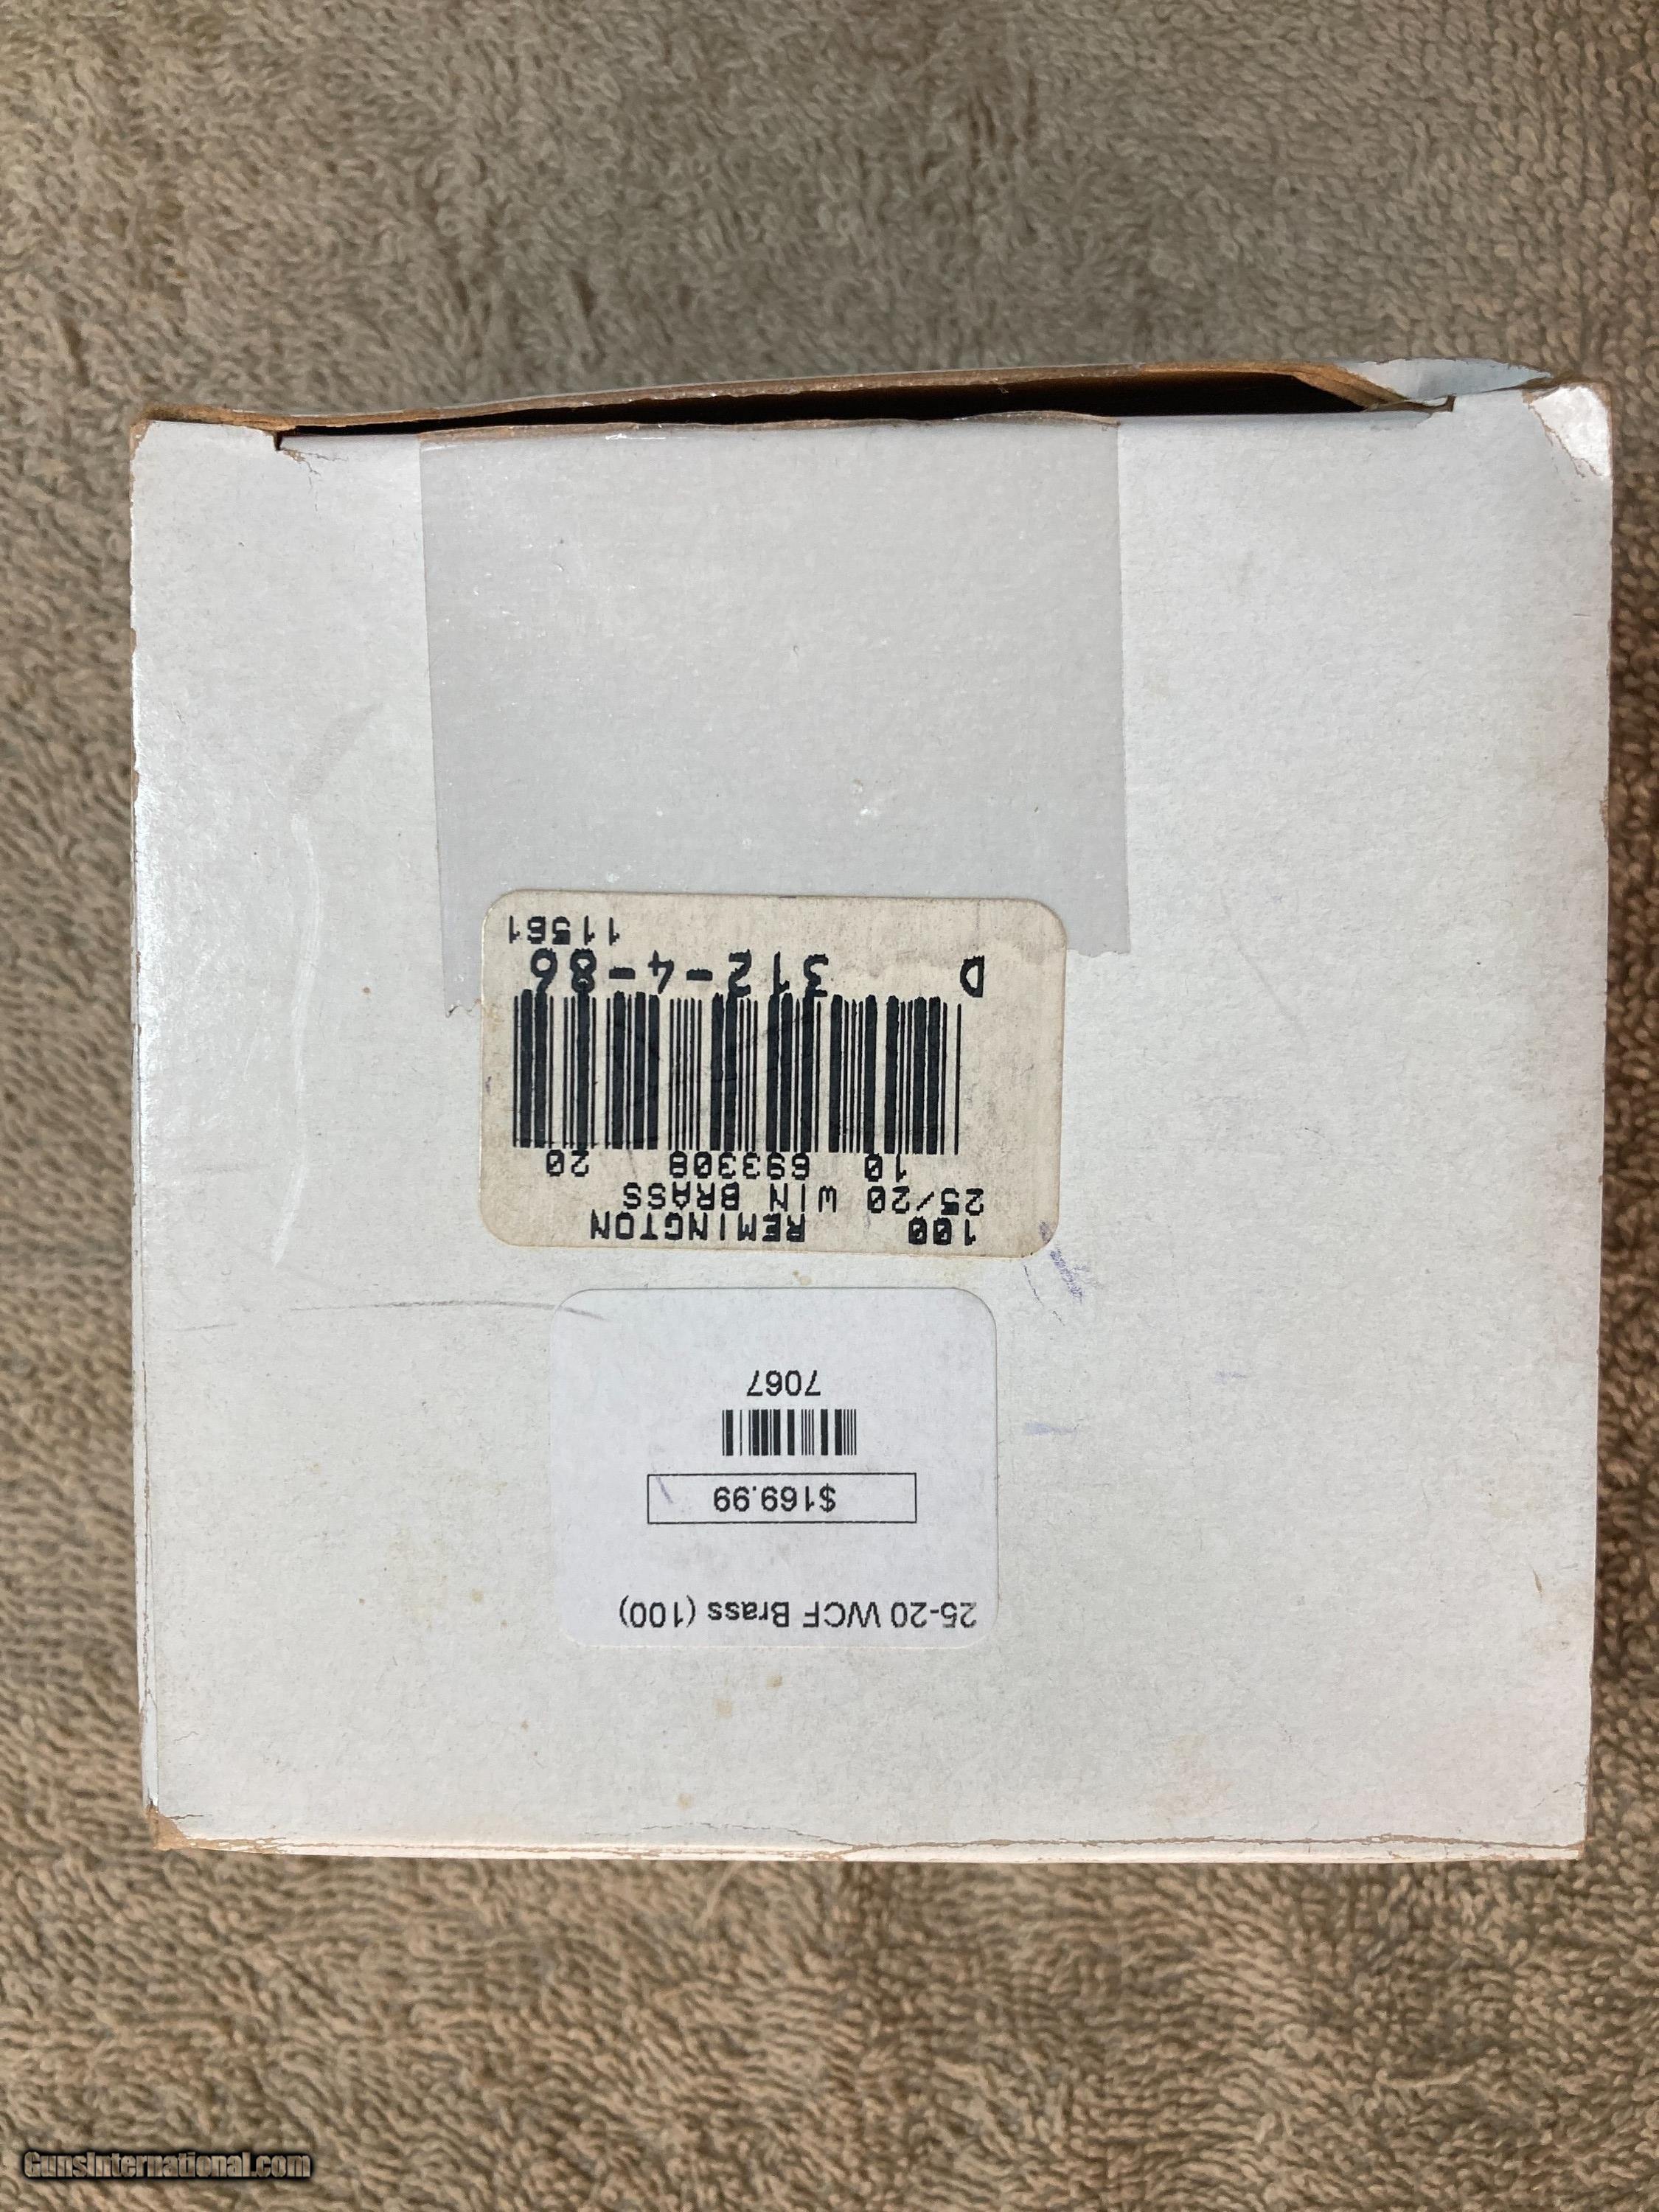 25-20 WCF Brass (100)
$169.99
7067
100 REMINGTON
25/20 WIN BRASS
10 693308 20
D 312-4-86
11561
GunsInternational.com